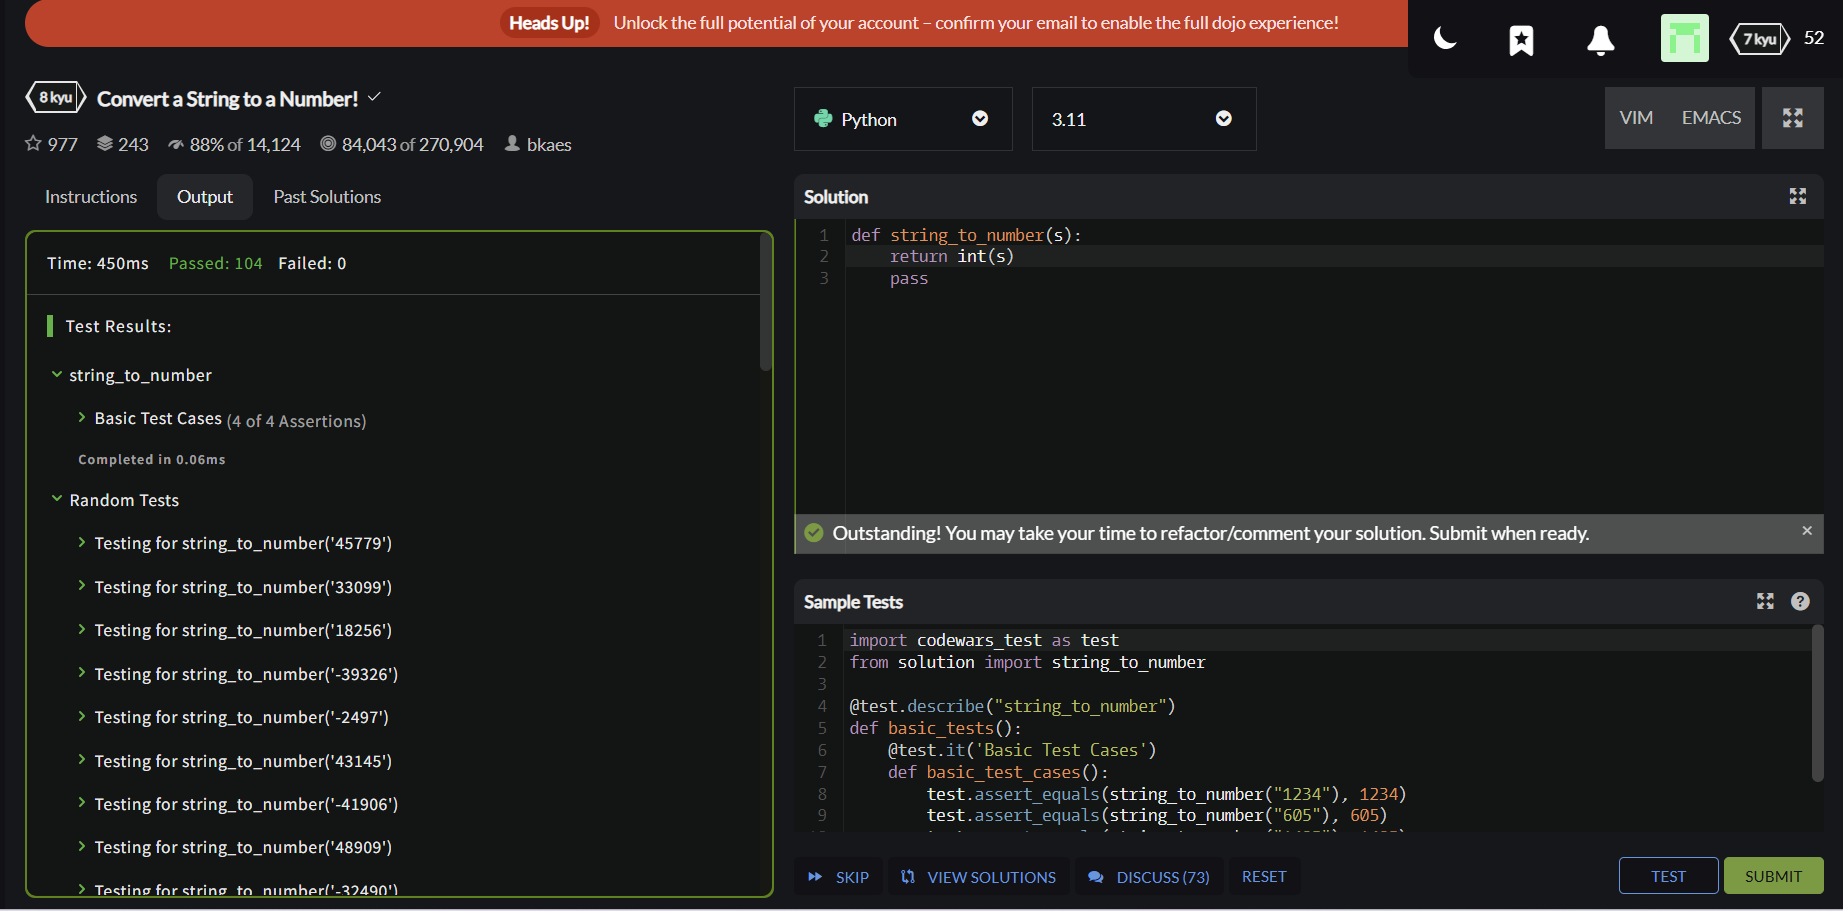 Heads Up! Unlock the full potential of your account – confirm your email to enable the full dojo experience!
7 kyu 52
8 kyu Convert a String to a Number!
977 243 88% of 14,124 84,043 of 270,904 bkaes
Instructions Output Past Solutions
Time: 450ms Passed: 104 Failed: 0
Test Results:
string_to_number
Basic Test Cases (4 of 4 Assertions)
Completed in 0.06ms
Random Tests
Testing for string_to_number('45779')
Testing for string_to_number('33099')
Testing for string_to_number('18256')
Testing for string_to_number('-39326')
Testing for string_to_number('-2497')
Testing for string_to_number('43145')
Testing for string_to_number('-41906')
Testing for string_to_number('48909')
Testing for string_to_number('-32490')
Python 3.11 VIM EMACS
Solution
1 def string_to_number(s):
2 return int(s)
3 pass
Outstanding! You may take your time to refactor/comment your solution. Submit when ready.
Sample Tests
1 import codewars_test as test
2 from solution import string_to_number
3
4 @test.describe("string_to_number")
5 def basic_tests():
6 @test.it('Basic Test Cases')
7 def basic_test_cases():
8 test.assert_equals(string_to_number("1234"), 1234)
9 test.assert_equals(string_to_number("605"), 605)
SKIP VIEW SOLUTIONS DISCUSS (73) RESET TEST SUBMIT